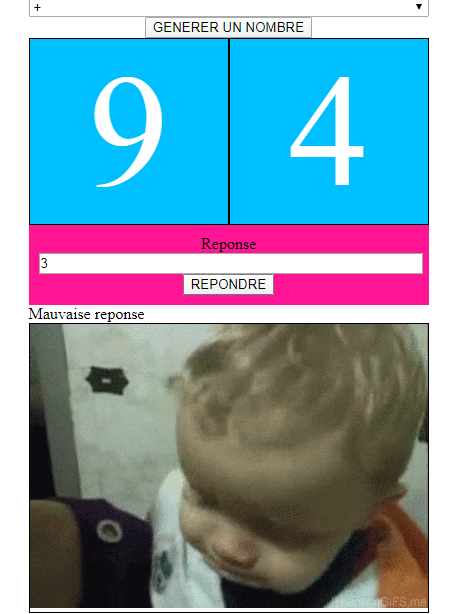 +
GENERER UN NOMBRE
9 4
Reponse
3
REPONDRE
Mauvaise reponse